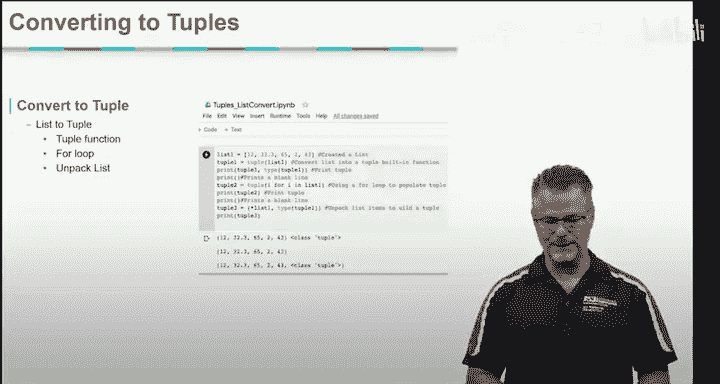 Converting to Tuples
Convert to Tuple
– List to Tuple
• Tuple function
• For loop
• Unpack List
Tuples_ListConvert.ipynb
File Edit View Insert Runtime Tools Help All changes saved
+ Code + Text
list1 = [12, 32.3, 65, 2, 43] #Created a List
tuple1 = tuple(list1) #Convert list into a tuple built-in function
print(tuple1, type(tuple1)) #Print tuple
print()#Prints a blank line
tuple2 = tuple(i for i in list1) #Using a for loop to populate tuple
print(tuple2) #Print tuple
print()#Prints a blank line
tuple3 = (*list1, type(tuple1)) #Unpack list items to uild a tuple
print(tuple3)
(12, 32.3, 65, 2, 43) <class 'tuple'>
(12, 32.3, 65, 2, 43)
(12, 32.3, 65, 2, 43, <class 'tuple'>)